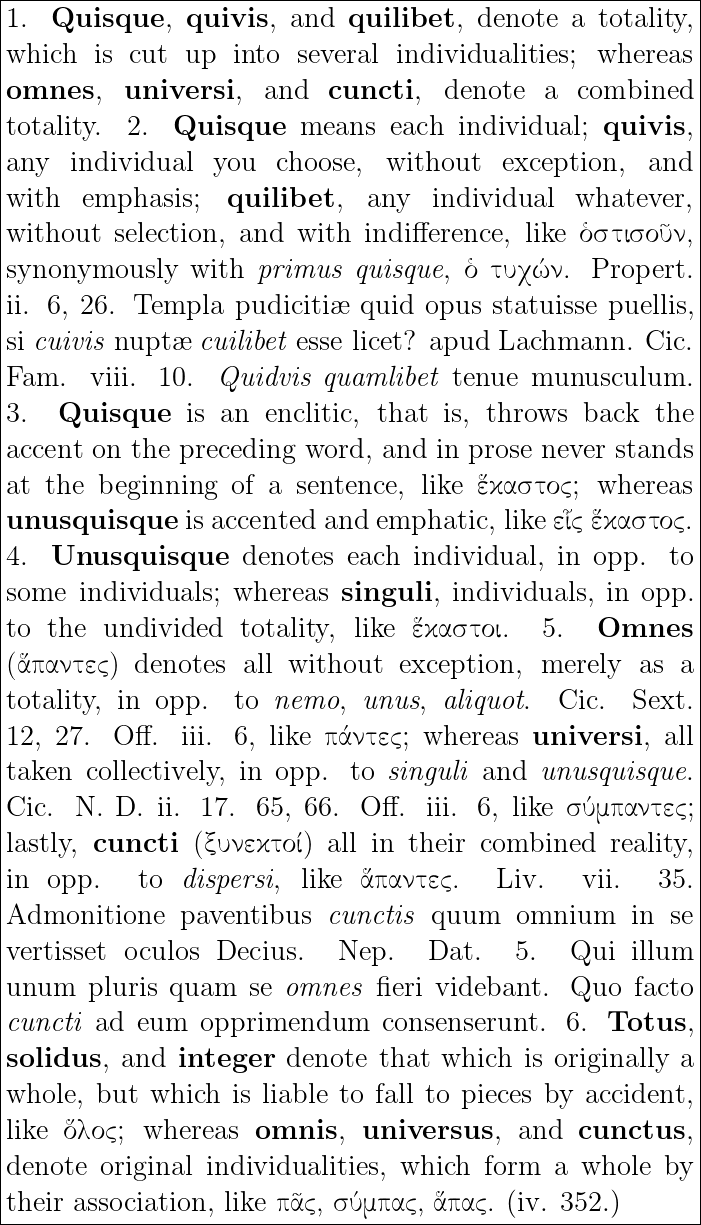 1. Quisque, quivis, and quilibet, denote a totality,
which is cut up into several individualities; whereas
omnes, universi, and cuncti, denote a combined
totality. 2. Quisque means each individual; quivis,
any individual you choose, without exception, and
with emphasis; quilibet, any individual whatever,
without selection, and with indifference, like ὁστισοῦν,
synonymously with primus quisque, ὁ τυχών. Propert.
ii. 6, 26. Templa pudicitiæ quid opus statuisse puellis,
si cuivis nuptæ cuilibet esse licet? apud Lachmann. Cic.
Fam. viii. 10. Quidvis quamlibet tenue munusculum.
3. Quisque is an enclitic, that is, throws back the
accent on the preceding word, and in prose never stands
at the beginning of a sentence, like ἕκαστος; whereas
unusquisque is accented and emphatic, like εἷς ἕκαστος.
4. Unusquisque denotes each individual, in opp. to
some individuals; whereas singuli, individuals, in opp.
to the undivided totality, like ἕκαστοι. 5. Omnes
(ἅπαντες) denotes all without exception, merely as a
totality, in opp. to nemo, unus, aliquot. Cic. Sext.
12, 27. Off. iii. 6, like πάντες; whereas universi, all
taken collectively, in opp. to singuli and unusquisque.
Cic. N. D. ii. 17. 65, 66. Off. iii. 6, like σύμπαντες;
lastly, cuncti (ξυνεκτοί) all in their combined reality,
in opp. to dispersi, like ἅπαντες. Liv. vii. 35.
Admonitione paventibus cunctis quum omnium in se
vertisset oculos Decius. Nep. Dat. 5. Qui illum
unum pluris quam se omnes fieri videbant. Quo facto
cuncti ad eum opprimendum consenserunt. 6. Totus,
solidus, and integer denote that which is originally a
whole, but which is liable to fall to pieces by accident,
like ὅλος; whereas omnis, universus, and cunctus,
denote original individualities, which form a whole by
their association, like πᾶς, σύμπας, ἅπας. (iv. 352.)